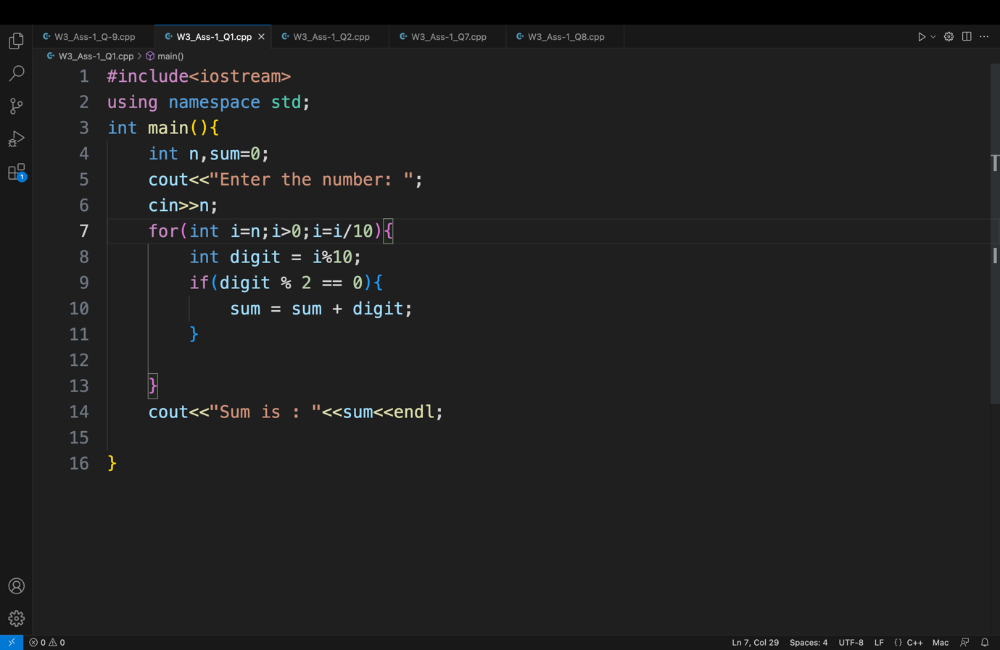 W3_Ass-1_Q-9.cpp W3_Ass-1_Q1.cpp W3_Ass-1_Q2.cpp W3_Ass-1_Q7.cpp W3_Ass-1_Q8.cpp
W3_Ass-1_Q1.cpp > main()
1 #include<iostream>
2 using namespace std;
3 int main(){
4     int n,sum=0;
5     cout<<"Enter the number: ";
6     cin>>n;
7     for(int i=n;i>0;i=i/10){
8         int digit = i%10;
9         if(digit % 2 == 0){
10             sum = sum + digit;
11         }
12
13     }
14     cout<<"Sum is : "<<sum<<endl;
15
16 }
1
0 0 Ln 7, Col 29 Spaces: 4 UTF-8 LF {} C++ Mac